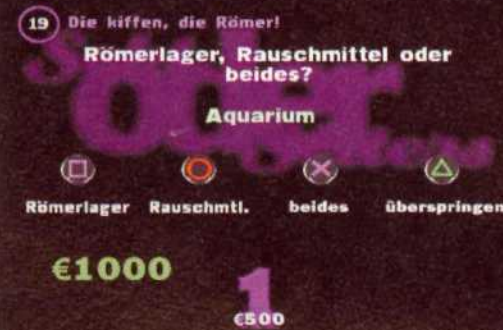 19 Die kiffen, die Römer!
Römerlager, Rauschmittel oder
beides?
Aquarium
Römerlager Rauschmtl. beides überspringen
€1000
1
€500